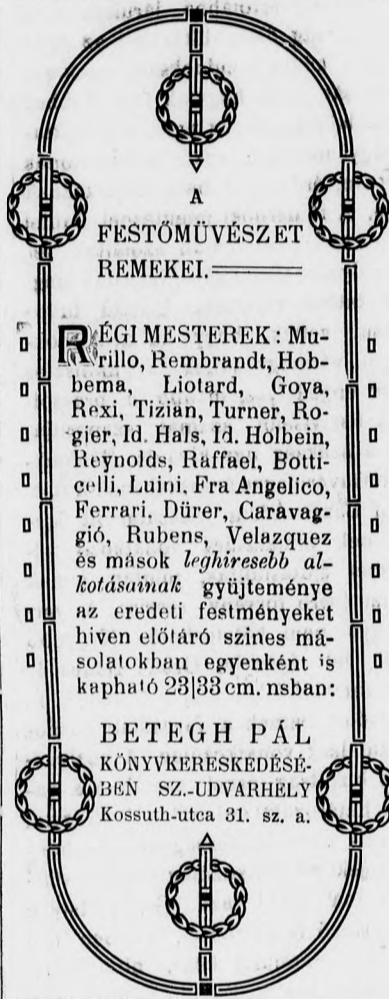 A
FESTŐMŰVÉSZET
REMEKEI.
RÉGI MESTEREK: Mu-
rillo, Rembrandt, Hob-
bema, Liotard, Goya,
Rexi, Tizian, Turner, Ro-
gier, Id. Hals, Id. Holbein,
Reynolds, Raffael, Botti-
celli, Luini, Fra Angelico,
Ferrari, Dürer, Caravag-
gió, Rubens, Velazquez
és mások leghiresebb al-
kotásainak gyüjteménye
az eredeti festményeket
hiven előtáró szines má-
solatokban egyenként is
kapható 23|33 cm. nsban:
BETEGH PÁL
KÖNYVKERESKEDÉSÉ-
BEN SZ.-UDVARHELY
Kossuth-utca 31. sz. a.